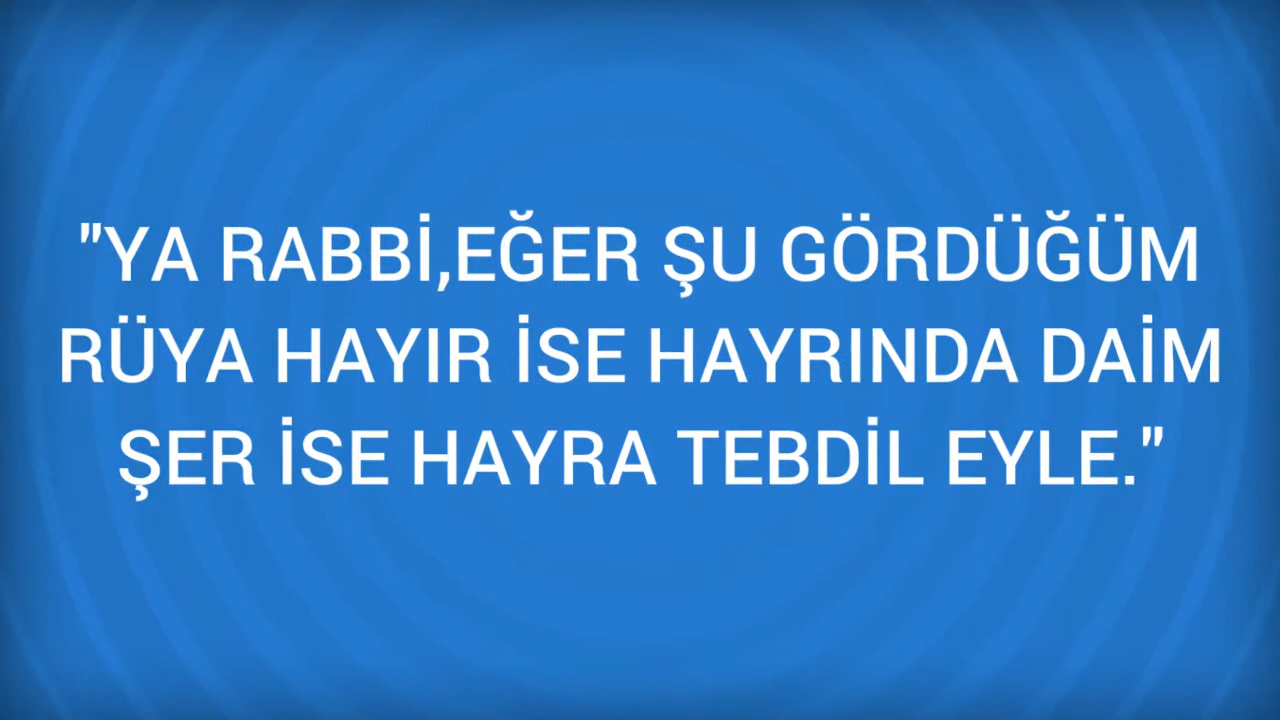 "YA RABBİ,EĞER ŞU GÖRDÜĞÜM
RÜYA HAYIR İSE HAYRINDA DAİM
ŞER İSE HAYRA TEBDİL EYLE."